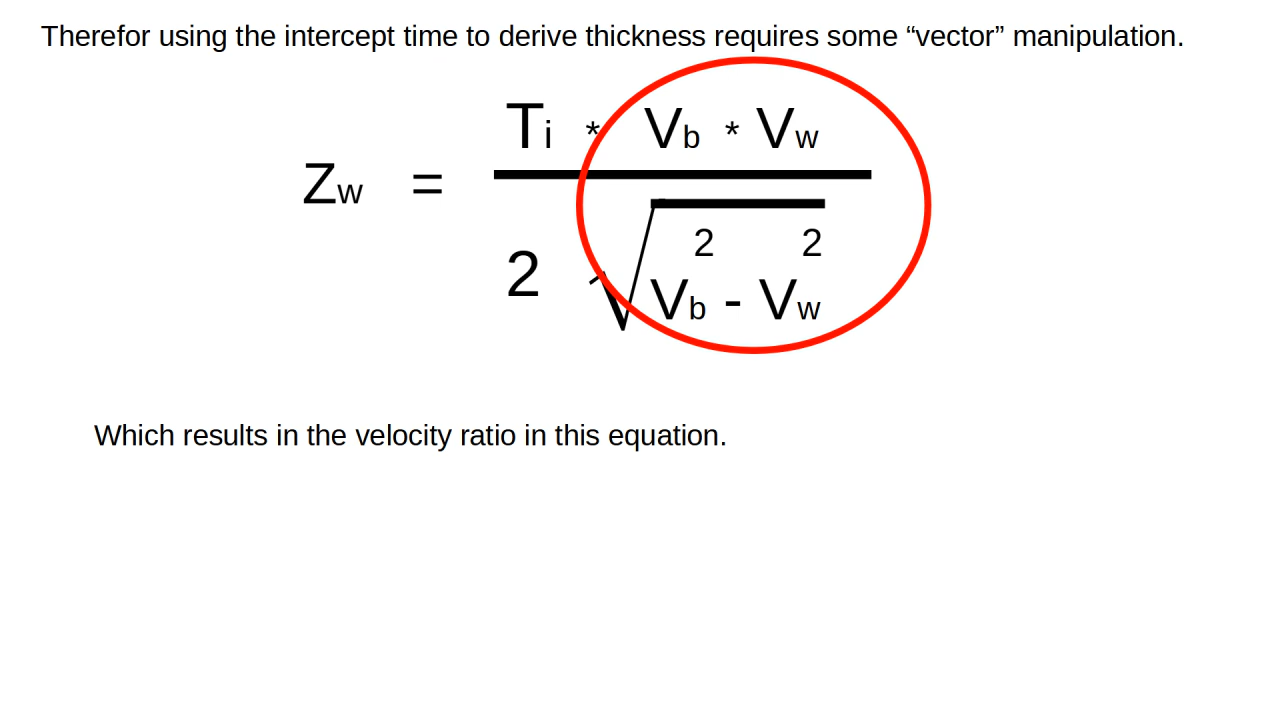 Therefor using the intercept time to derive thickness requires some “vector” manipulation.
Ti * Vb * Vw
Zw =
2 √ Vb2 - Vw2
Which results in the velocity ratio in this equation.